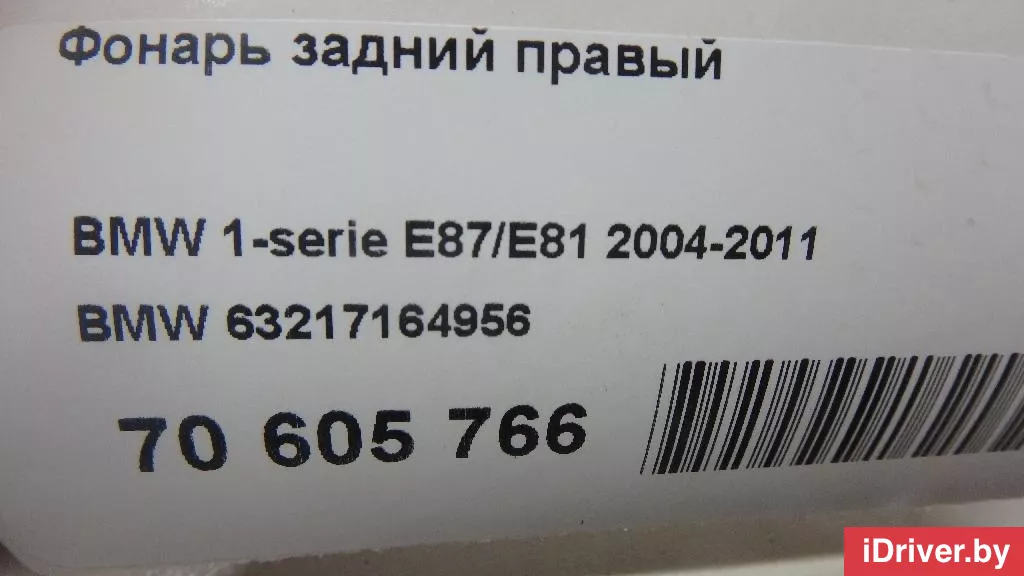 Фонарь задний правый
BMW 1-serie E87/E81 2004-2011
BMW 63217164956
70 605 766
iDriver.by